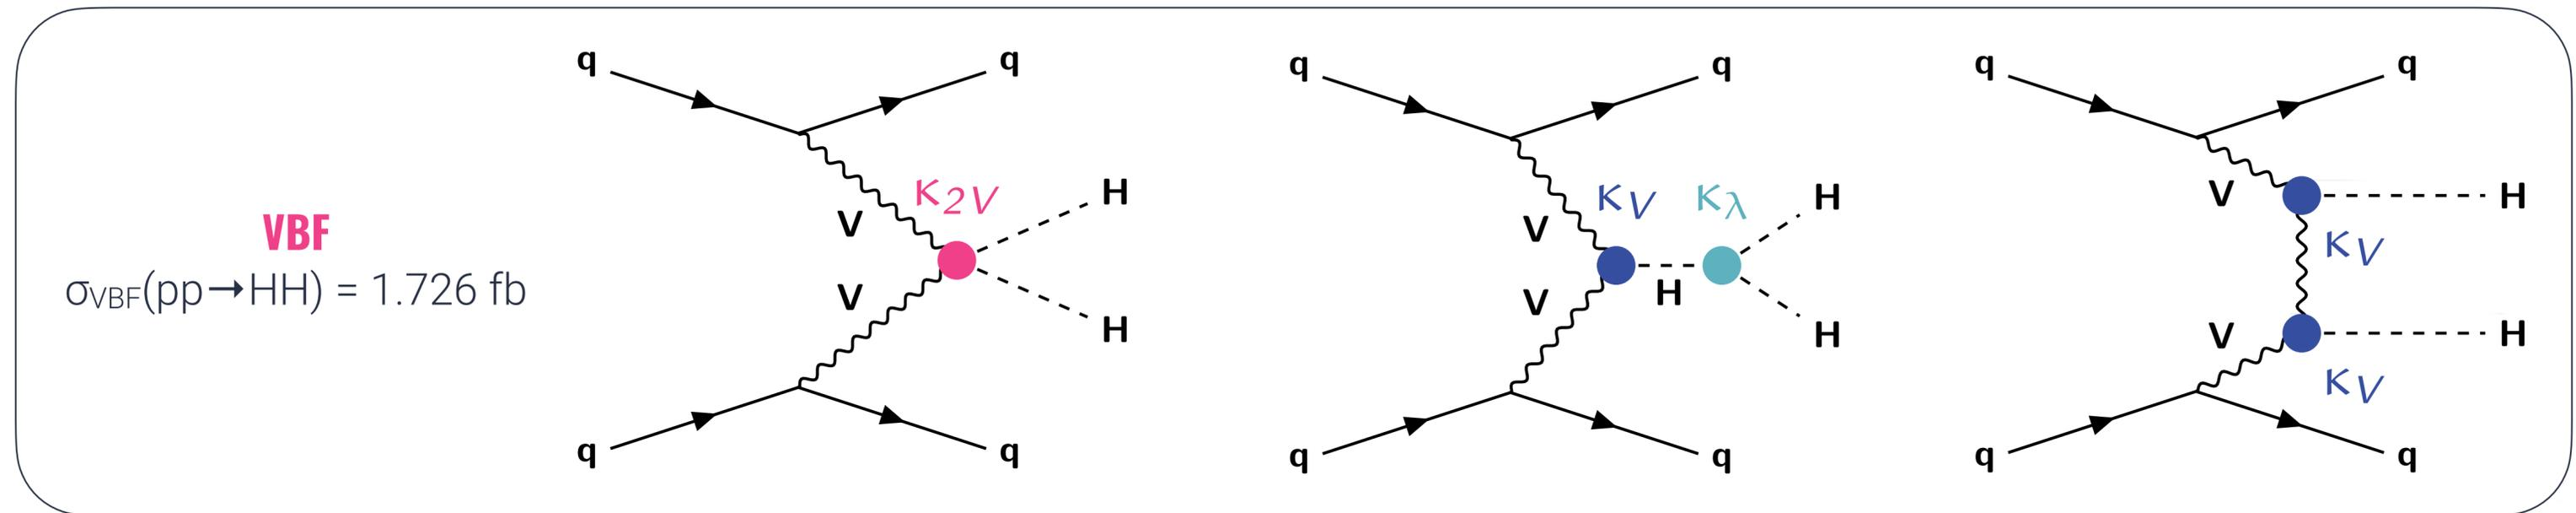 VBF
σVBF(pp→HH) = 1.726 fb
q
q
κ2V
V
V
H
H
q
q
q
q
κV
κλ
V
V
H
H
H
q
q
q
q
V
H
κV
V
H
κV
q
q